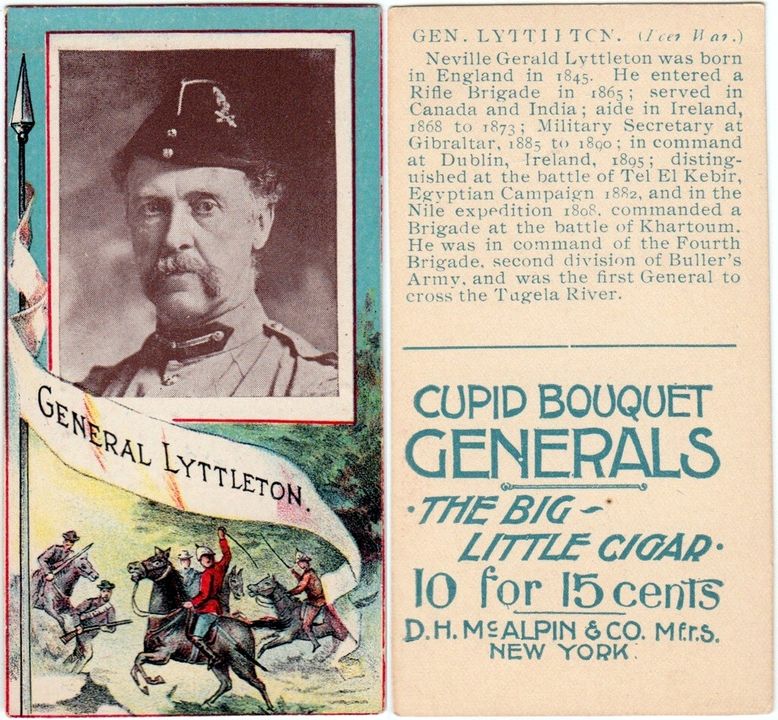 GENERAL LYTTLETON.
GEN. LYTTLETON. (Boer War.)
Neville Gerald Lyttleton was born
in England in 1845. He entered a
Rifle Brigade in 1865; served in
Canada and India; aide in Ireland,
1868 to 1873; Military Secretary at
Gibraltar, 1885 to 1890; in command
at Dublin, Ireland, 1895; disting-
uished at the battle of Tel El Kebir,
Egyptian Campaign 1882, and in the
Nile expedition 1898, commanded a
Brigade at the battle of Khartoum.
He was in command of the Fourth
Brigade, second division of Buller's
Army, and was the first General to
cross the Tugela River.
CUPID BOUQUET
GENERALS
·THE BIG–
LITTLE CIGAR·
10 for 15 cents
D.H. McALPIN & CO. Mfrs.
NEW YORK.